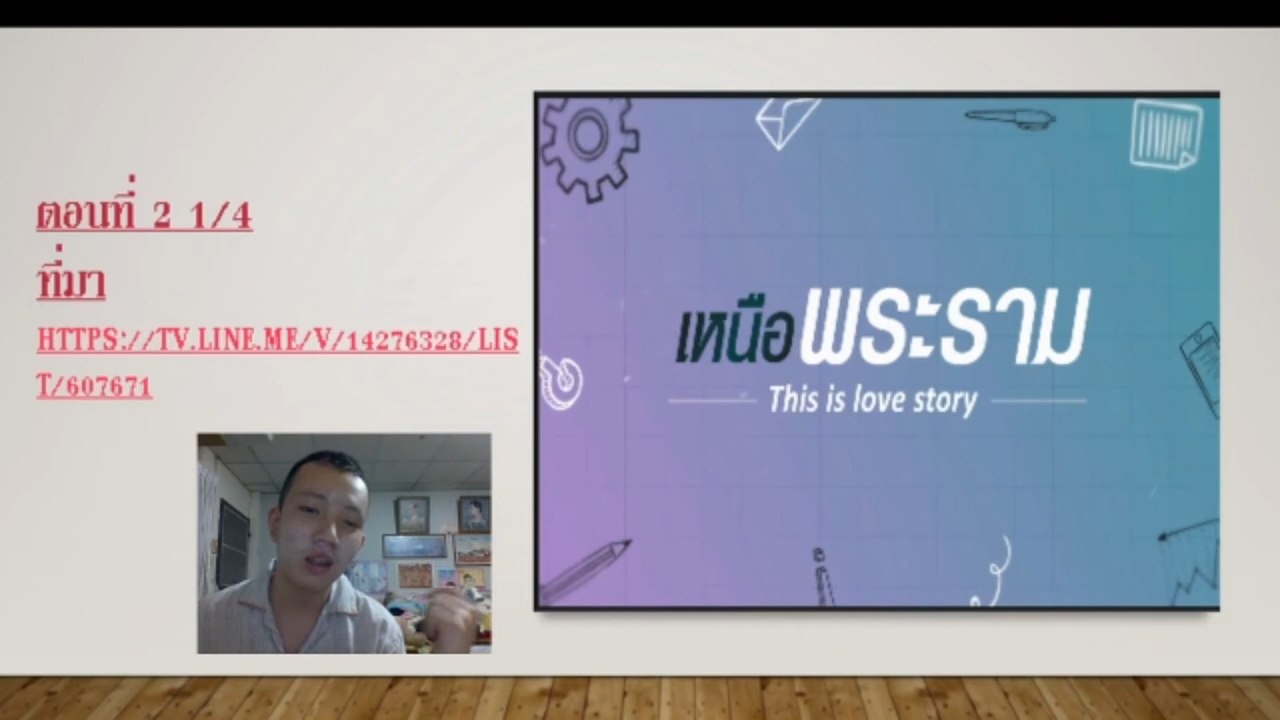 ตอนที่ 2 1/4
ที่มา
HTTPS://TV.LINE.ME/V/14276328/LIS
T/607671
เหนือพระราม
This is love story